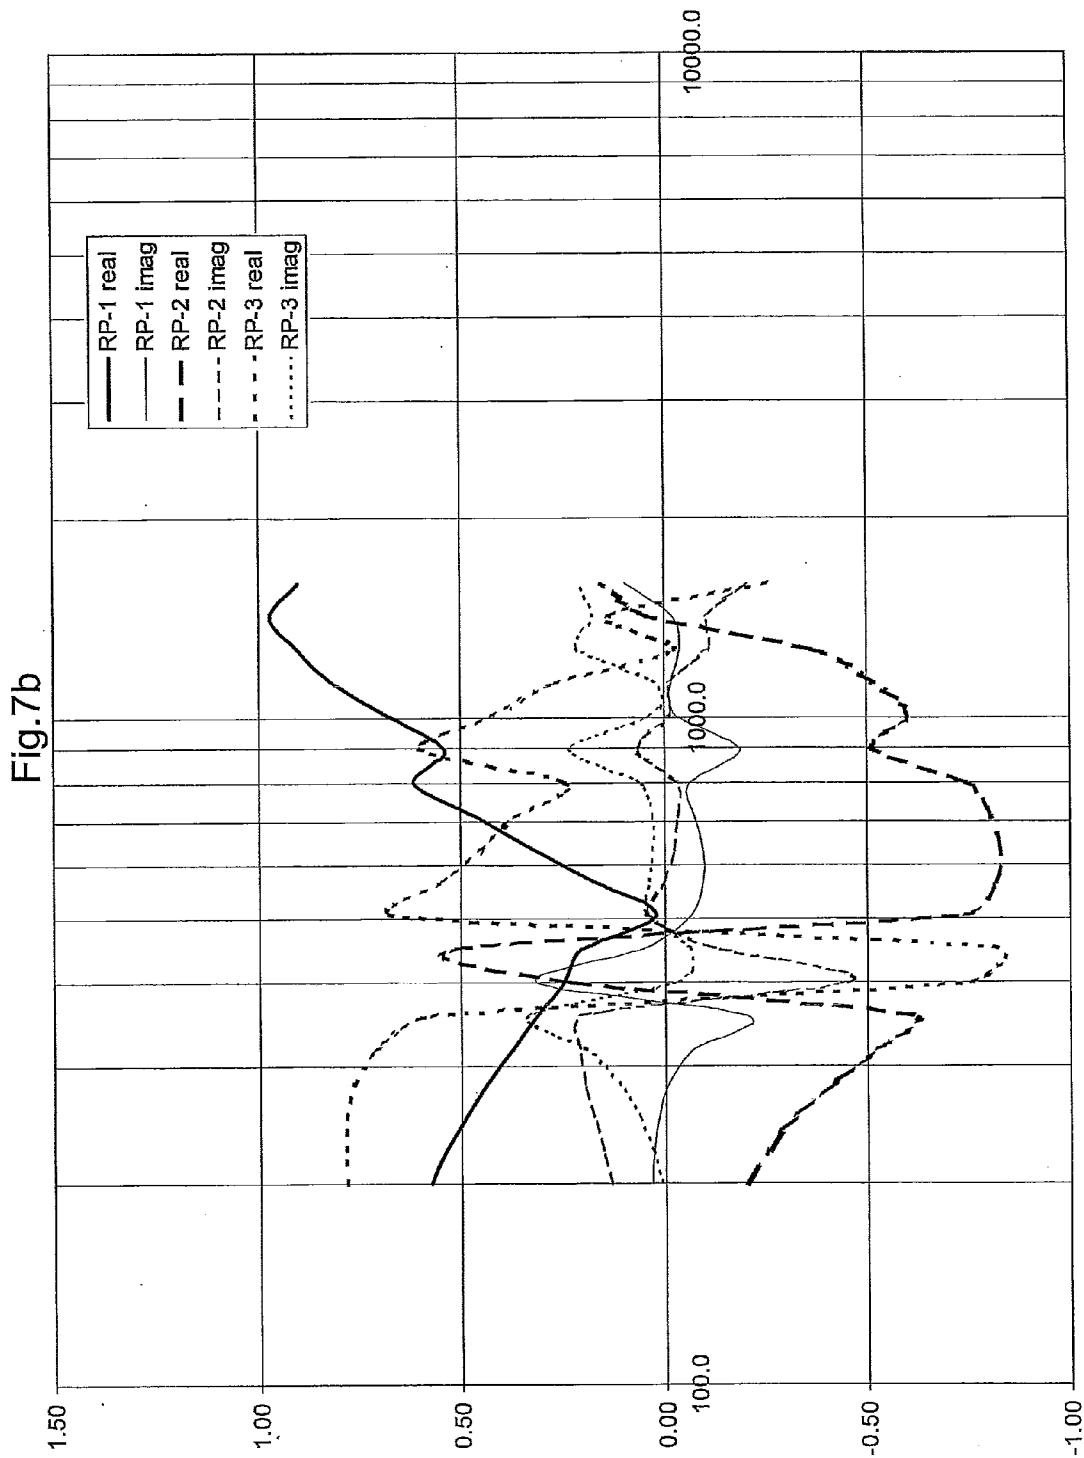 Fig.7b
RP-1 real
RP-1 imag
RP-2 real
RP-2 imag
RP-3 real
RP-3 imag
1.50
1.00
0.50
0.00
-0.50
-1.00
100.0
1000.0
10000.0